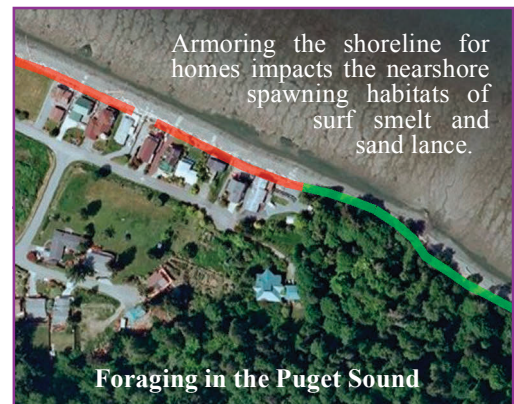 Armoring the shoreline for
homes impacts the nearshore
spawning habitats of
surf smelt and
sand lance.
Foraging in the Puget Sound